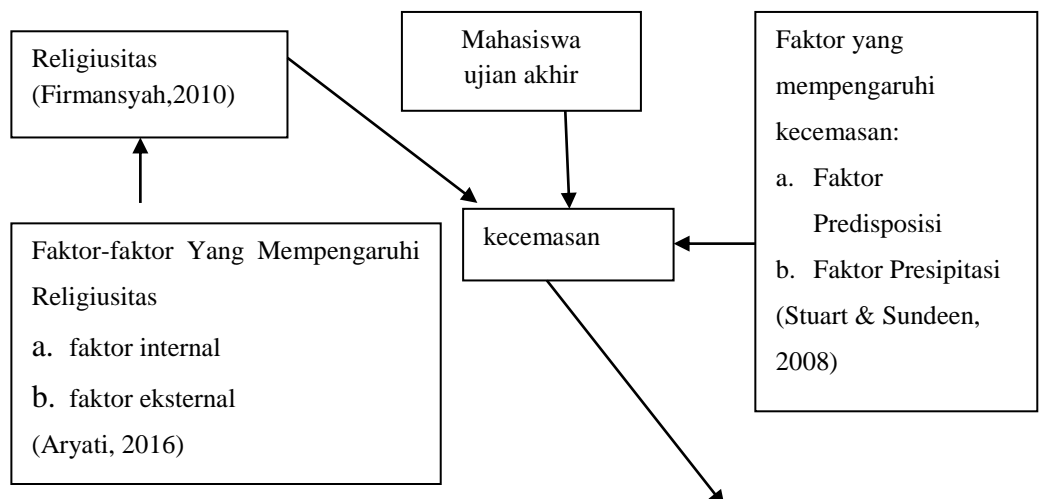 Religiusitas
(Firmansyah,2010)
Mahasiswa
ujian akhir
Faktor yang
mempengaruhi
kecemasan:
a. Faktor
Predisposisi
b. Faktor Presipitasi
(Stuart & Sundeen,
2008)
kecemasan
Faktor-faktor Yang Mempengaruhi
Religiusitas
a. faktor internal
b. faktor eksternal
(Aryati, 2016)